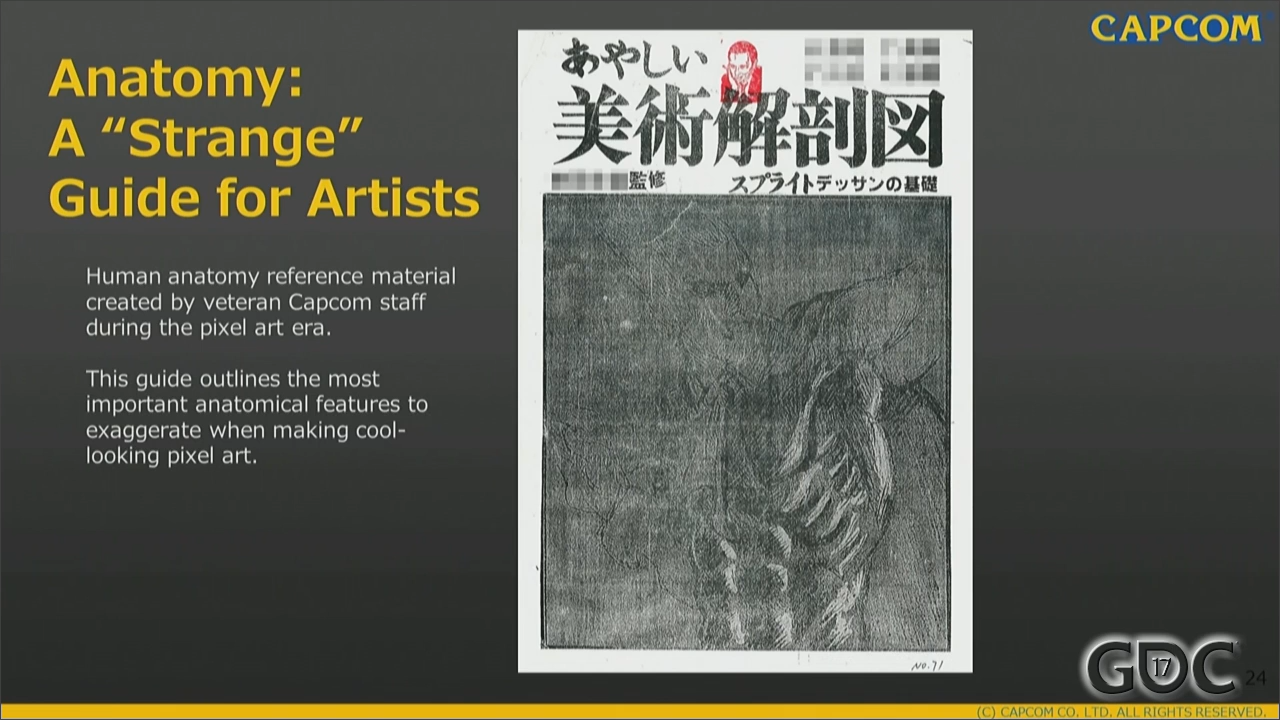 CAPCOM
Anatomy:
A “Strange”
Guide for Artists
Human anatomy reference material
created by veteran Capcom staff
during the pixel art era.
This guide outlines the most
important anatomical features to
exaggerate when making cool-
looking pixel art.
あやしい
美術解剖図
監修
スプライトデッサンの基礎
NO.71
GDC
17
24
(C) CAPCOM CO. LTD. ALL RIGHTS RESERVED.